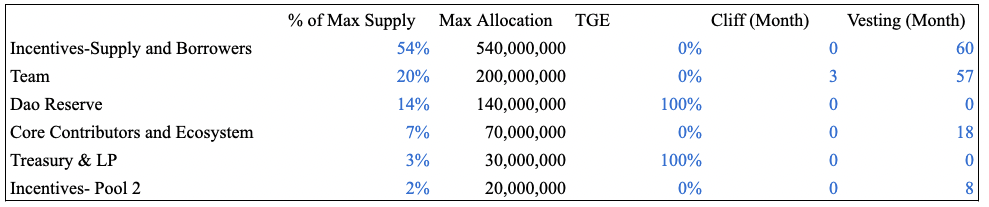 % of Max Supply Max Allocation TGE Cliff (Month) Vesting (Month)
Incentives-Supply and Borrowers 54% 540,000,000 0% 0 60
Team 20% 200,000,000 0% 3 57
Dao Reserve 14% 140,000,000 100% 0 0
Core Contributors and Ecosystem 7% 70,000,000 0% 0 18
Treasury & LP 3% 30,000,000 100% 0 0
Incentives- Pool 2 2% 20,000,000 0% 0 8